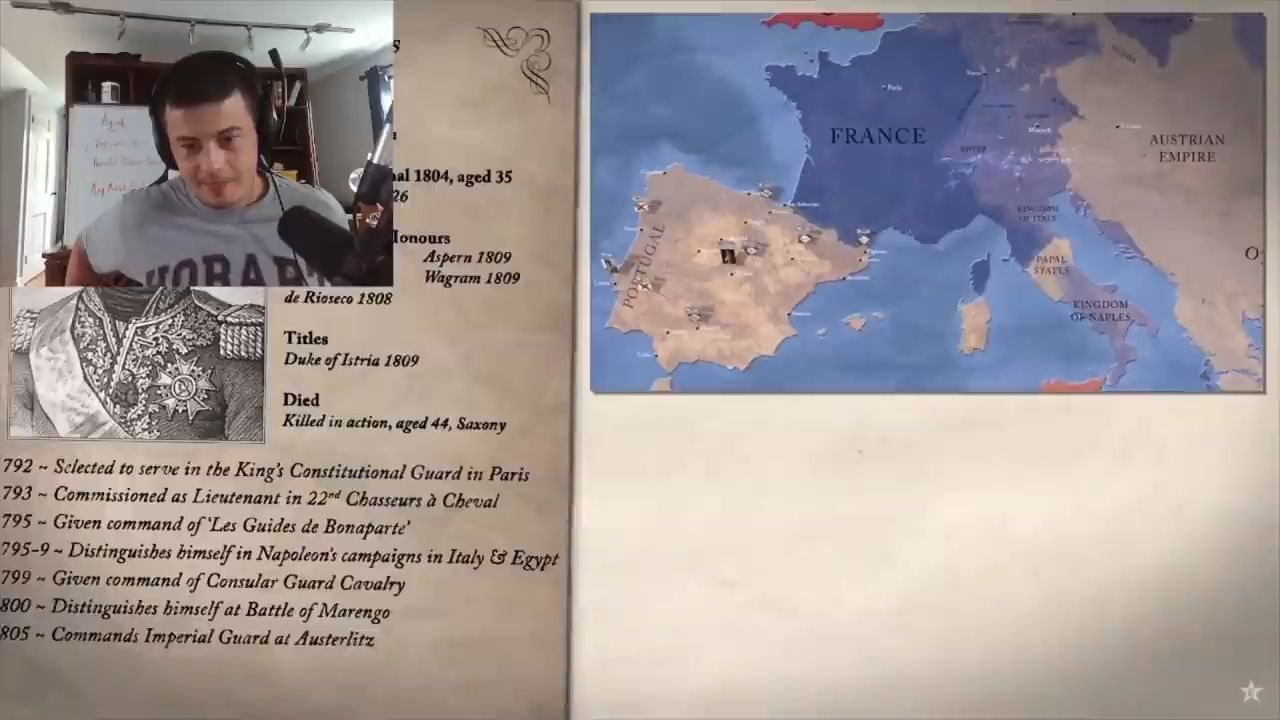 S
nal 1804, aged 35
26
Honours
Aspern 1809
Wagram 1809
de Rioseco 1808
Titles
Duke of Istria 1809
Died
Killed in action, aged 44, Saxony
792 ~ Selected to serve in the King's Constitutional Guard in Paris
793 ~ Commissioned as Lieutenant in 22nd Chasseurs à Cheval
795 ~ Given command of 'Les Guides de Bonaparte'
795-9 ~ Distinguishes himself in Napoleon's campaigns in Italy & Egypt
799 ~ Given command of Consular Guard Cavalry
800 ~ Distinguishes himself at Battle of Marengo
805 ~ Commands Imperial Guard at Austerlitz
HOBART
Paris
FRANCE
Munich
Vienna
AUSTRIAN
EMPIRE
PORTUGAL
KINGDOM
OF ITALY
PAPAL
STATES
KINGDOM
OF NAPLES
O